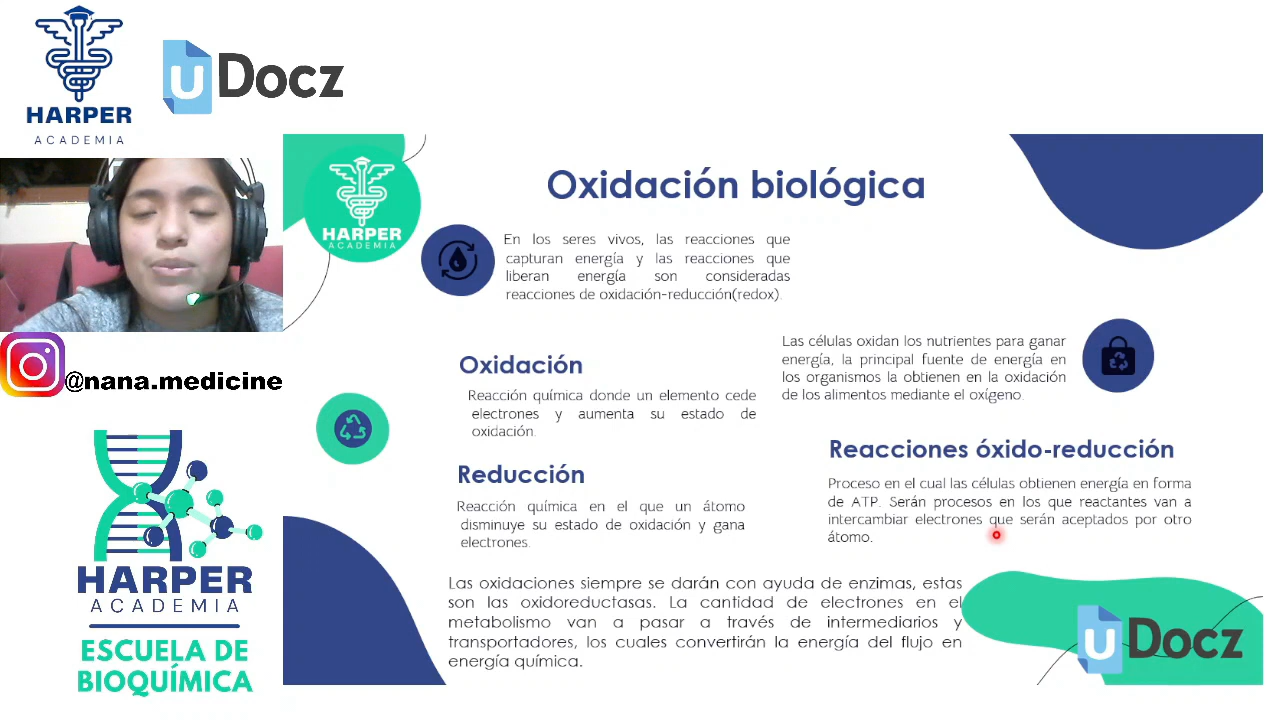 HARPER
ACADEMIA
uDocz
HARPER
ACADEMIA
Oxidación biológica
En los seres vivos, las reacciones que
capturan energía y las reacciones que
liberan energía son consideradas
reacciones de oxidación-reducción(redox).
Las células oxidan los nutrientes para ganar
energía, la principal fuente de energía en
los organismos la obtienen en la oxidación
de los alimentos mediante el oxígeno.
Oxidación
Reacción química donde un elemento cede
electrones y aumenta su estado de
oxidación.
Reducción
Reacción química en el que un átomo
disminuye su estado de oxidación y gana
electrones.
Reacciones óxido-reducción
Proceso en el cual las células obtienen energía en forma
de ATP. Serán procesos en los que reactantes van a
intercambiar electrones que serán aceptados por otro
átomo.
Las oxidaciones siempre se darán con ayuda de enzimas, estas
son las oxidoreductasas. La cantidad de electrones en el
metabolismo van a pasar a través de intermediarios y
transportadores, los cuales convertirán la energía del flujo en
energía química.
uDocz
@nana.medicine
HARPER
ACADEMIA
ESCUELA DE
BIOQUÍMICA